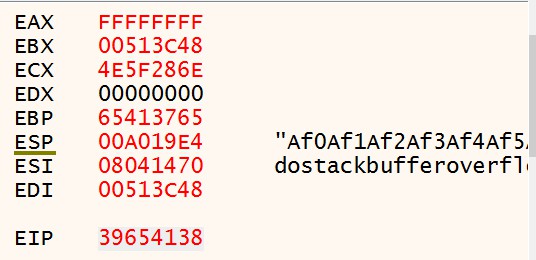 EAX FFFFFFFF
EBX 00513C48
ECX 4E5F286E
EDX 00000000
EBP 65413765
ESP 00A019E4 "Af0Af1Af2Af3Af4Af5A
ESI 08041470 dostackbufferoverfl
EDI 00513C48
EIP 39654138